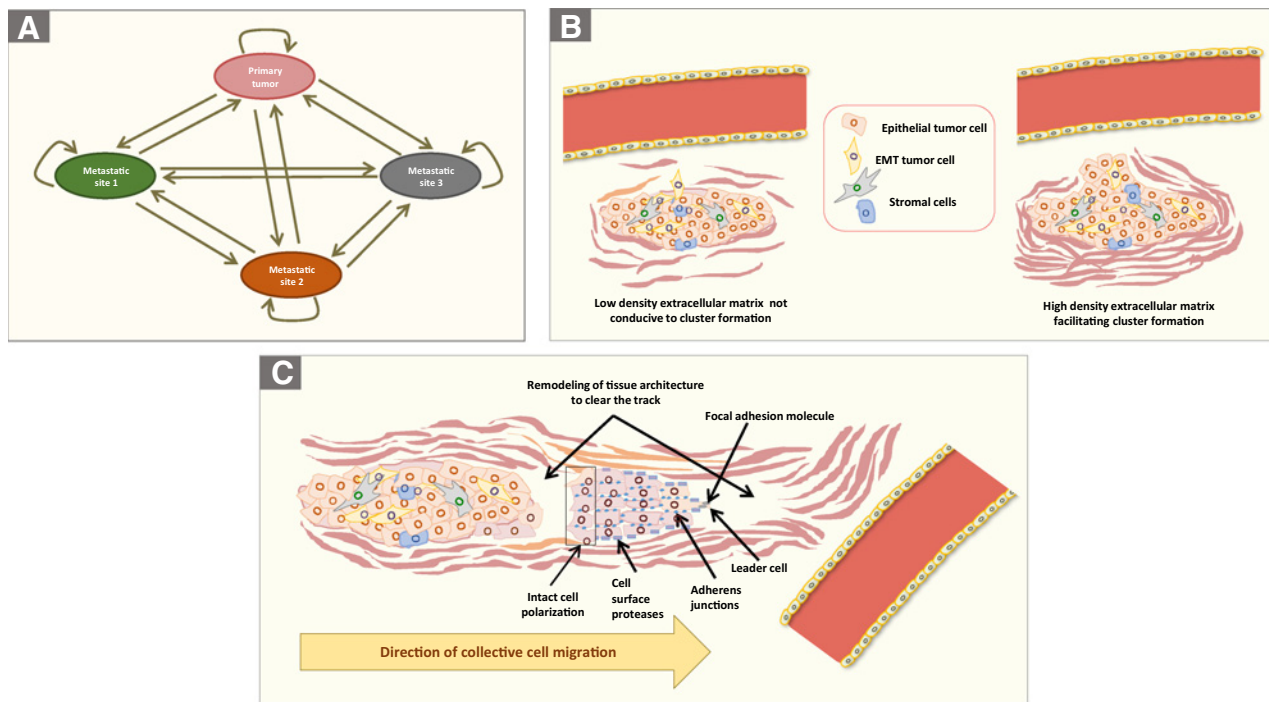 A
Primary
tumor
Metastatic
site 1
Metastatic
site 3
Metastatic
site 2
B
Epithelial tumor cell
EMT tumor cell
Stromal cells
Low density extracellular matrix not
conducive to cluster formation
High density extracellular matrix
facilitating cluster formation
C
Remodeling of tissue architecture
to clear the track
Focal adhesion molecule
Leader cell
Adherens
junctions
Cell
surface
proteases
Intact cell
polarization
Direction of collective cell migration